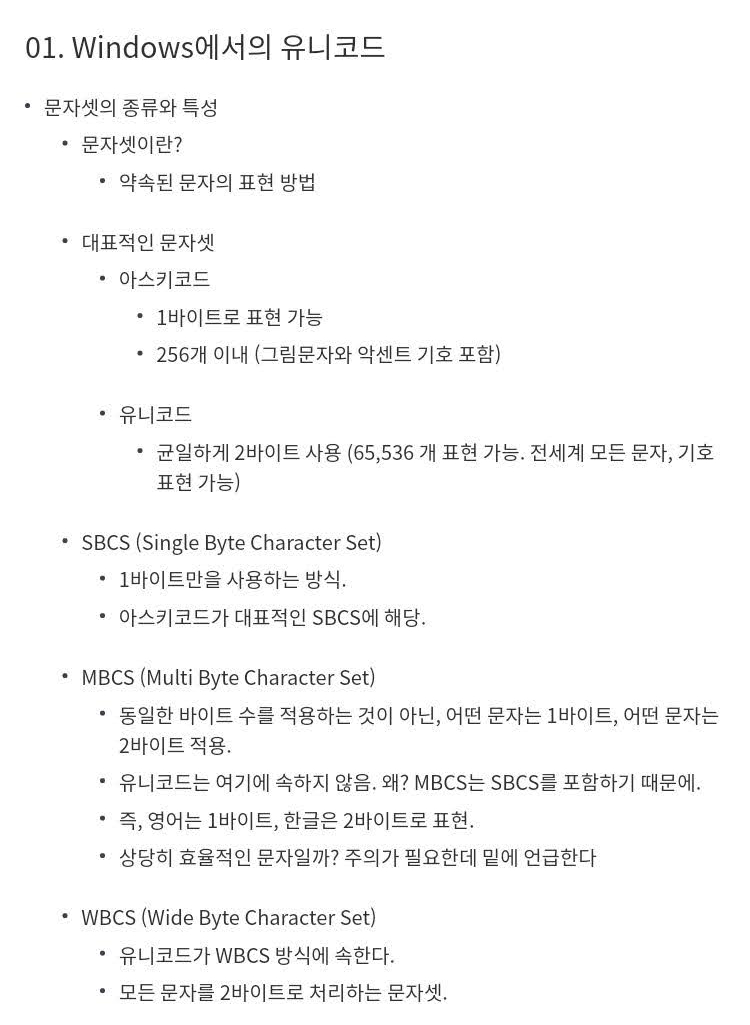 01. Windows에서의 유니코드
• 문자셋의 종류와 특성
• 문자셋이란?
• 약속된 문자의 표현 방법
• 대표적인 문자셋
• 아스키코드
• 1바이트로 표현 가능
• 256개 이내 (그림문자와 악센트 기호 포함)
• 유니코드
• 균일하게 2바이트 사용 (65,536 개 표현 가능. 전세계 모든 문자, 기호
표현 가능)
• SBCS (Single Byte Character Set)
• 1바이트만을 사용하는 방식.
• 아스키코드가 대표적인 SBCS에 해당.
• MBCS (Multi Byte Character Set)
• 동일한 바이트 수를 적용하는 것이 아닌, 어떤 문자는 1바이트, 어떤 문자는
2바이트 적용.
• 유니코드는 여기에 속하지 않음. 왜? MBCS는 SBCS를 포함하기 때문에.
• 즉, 영어는 1바이트, 한글은 2바이트로 표현.
• 상당히 효율적인 문자일까? 주의가 필요한데 밑에 언급한다
• WBCS (Wide Byte Character Set)
• 유니코드가 WBCS 방식에 속한다.
• 모든 문자를 2바이트로 처리하는 문자셋.